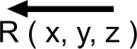 R ( x, y, z )